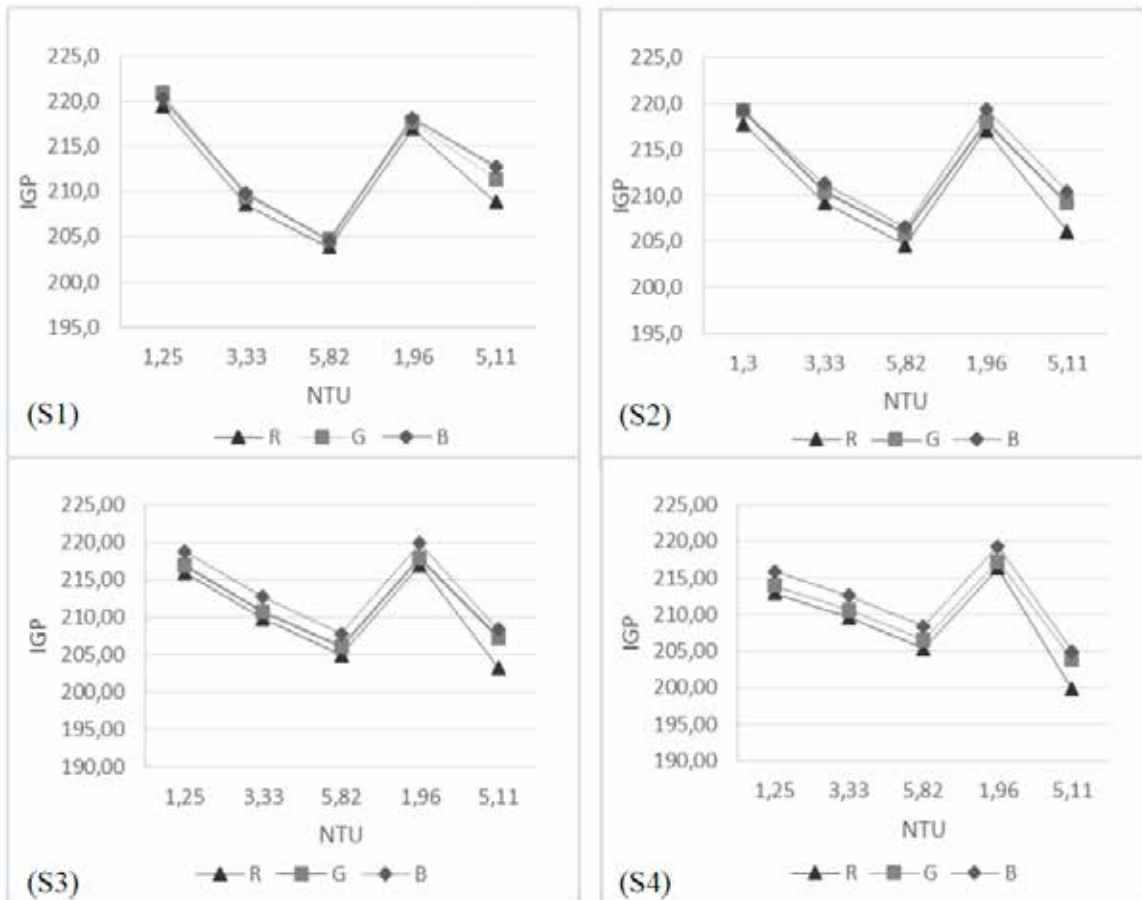 225,0
220,0
215,0
210,0
205,0
200,0
195,0
IGP
1,25 3,33 5,82 1,96 5,11
NTU
(S1)
R G B
225,0
220,0
215,0
210,0
205,0
200,0
195,0
IGP
1,3 3,33 5,82 1,96 5,11
NTU
(S2)
R G B
225,00
220,00
215,00
210,00
205,00
200,00
195,00
190,00
IGP
1,25 3,33 5,82 1,96 5,11
NTU
(S3)
R G B
225,00
220,00
215,00
210,00
205,00
200,00
195,00
190,00
IGP
1,25 3,33 5,82 1,96 5,11
NTU
(S4)
R G B